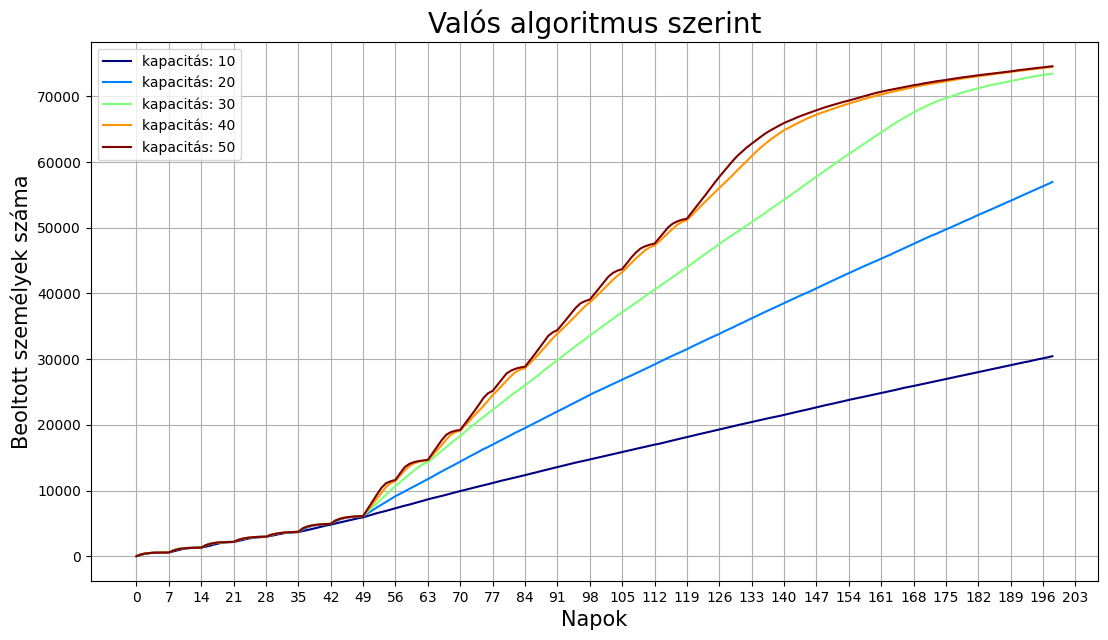 Valós algoritmus szerint
kapacitás: 10
kapacitás: 20
kapacitás: 30
kapacitás: 40
kapacitás: 50
Beoltott személyek száma
70000
60000
50000
40000
30000
20000
10000
0
0 7 14 21 28 35 42 49 56 63 70 77 84 91 98 105 112 119 126 133 140 147 154 161 168 175 182 189 196 203
Napok